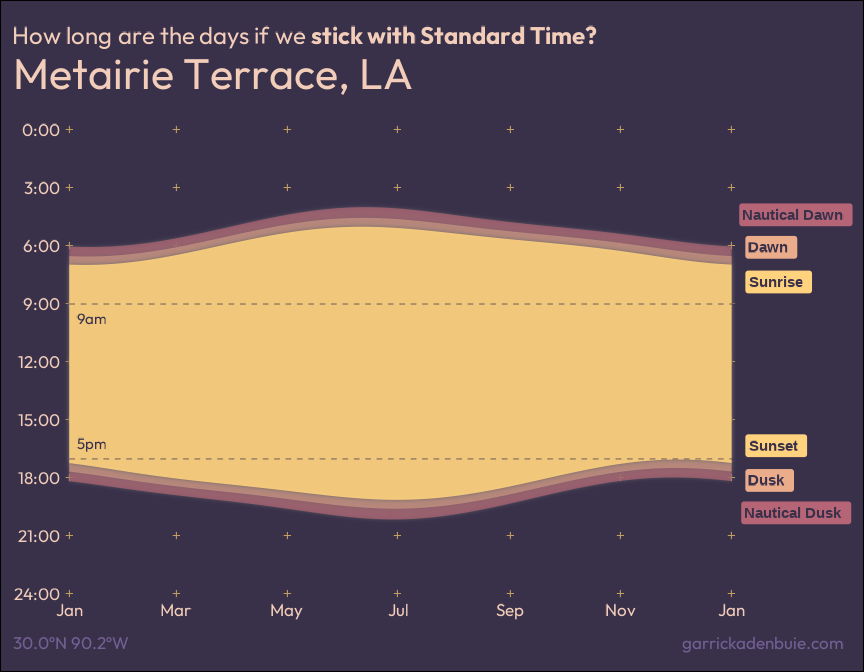 How long are the days if we stick with Standard Time?
Metairie Terrace, LA
0:00
3:00
Nautical Dawn
6:00
Dawn
Sunrise
9:00
9am
12:00
15:00
5pm
Sunset
18:00
Dusk
Nautical Dusk
21:00
24:00
Jan Mar May Jul Sep Nov Jan
30.0°N 90.2°W
garrickadenbuie.com